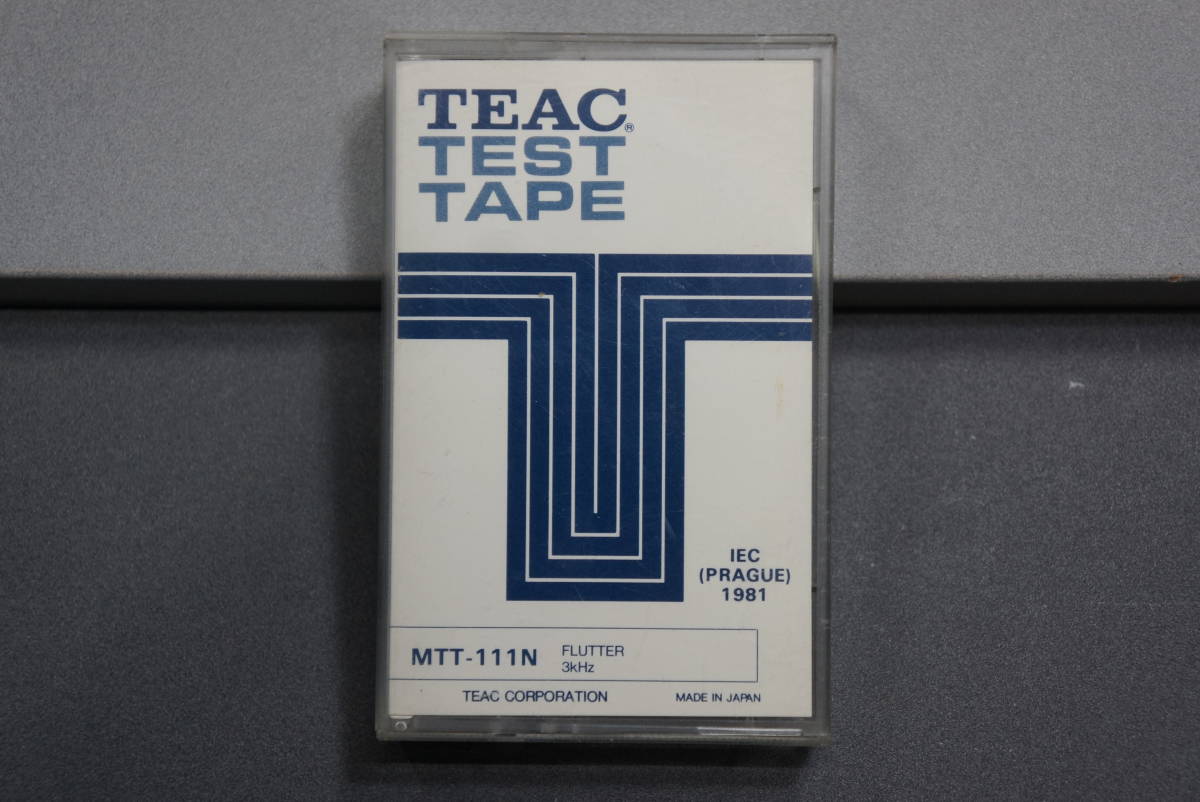 TEAC®
TEST
TAPE
IEC
(PRAGUE)
1981
MTT-111N
FLUTTER
3kHz
TEAC CORPORATION
MADE IN JAPAN